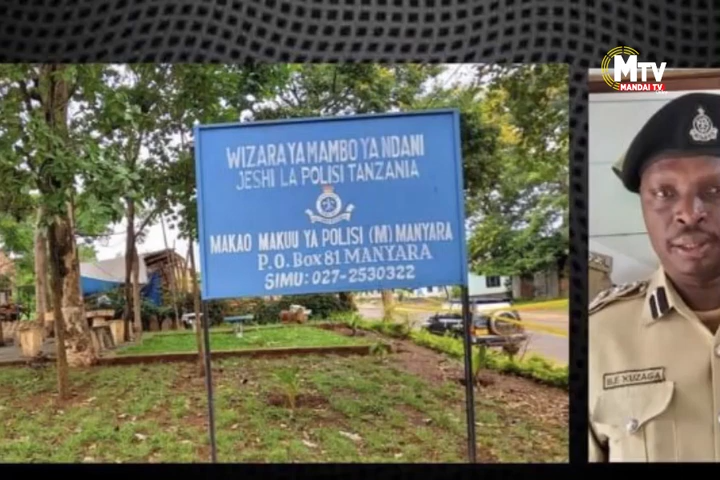 MTV
MANDAI TV
WIZARA YA MAMBO YA NDANI
JESHI LA POLISI TANZANIA
MAKAO MAKUU YA POLISI (M) MANYARA
P.O. Box 81 MANYARA
SIMU: 027-2530322
B.F KUZAGA